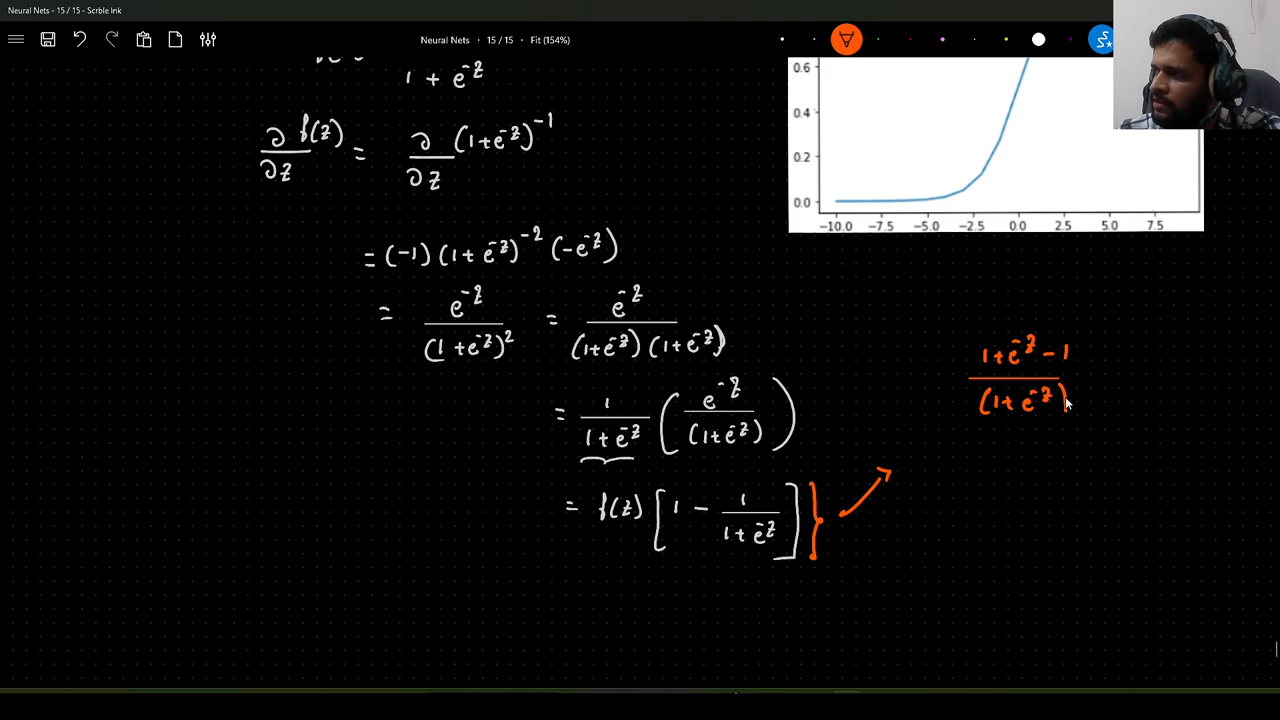 Neural Nets - 15 / 15 - Scrble Ink
Neural Nets • 15 / 15 • Fit (154%)
1 + e^-z
∂f(z)/∂z = ∂/∂z (1+e^-z)^-1
= (-1) (1+e^-z)^-2 (-e^-z)
= e^-z/(1+e^-z)^2 = e^-z/(1+e^-z)(1+e^-z)
= 1/1+e^-z (e^-z/(1+e^-z))
= f(z) [1 - 1/1+e^-z]
1+e^-z - 1
(1+e^-z)
0.6
0.4
0.2
0.0
-10.0 -7.5 -5.0 -2.5 0.0 2.5 5.0 7.5